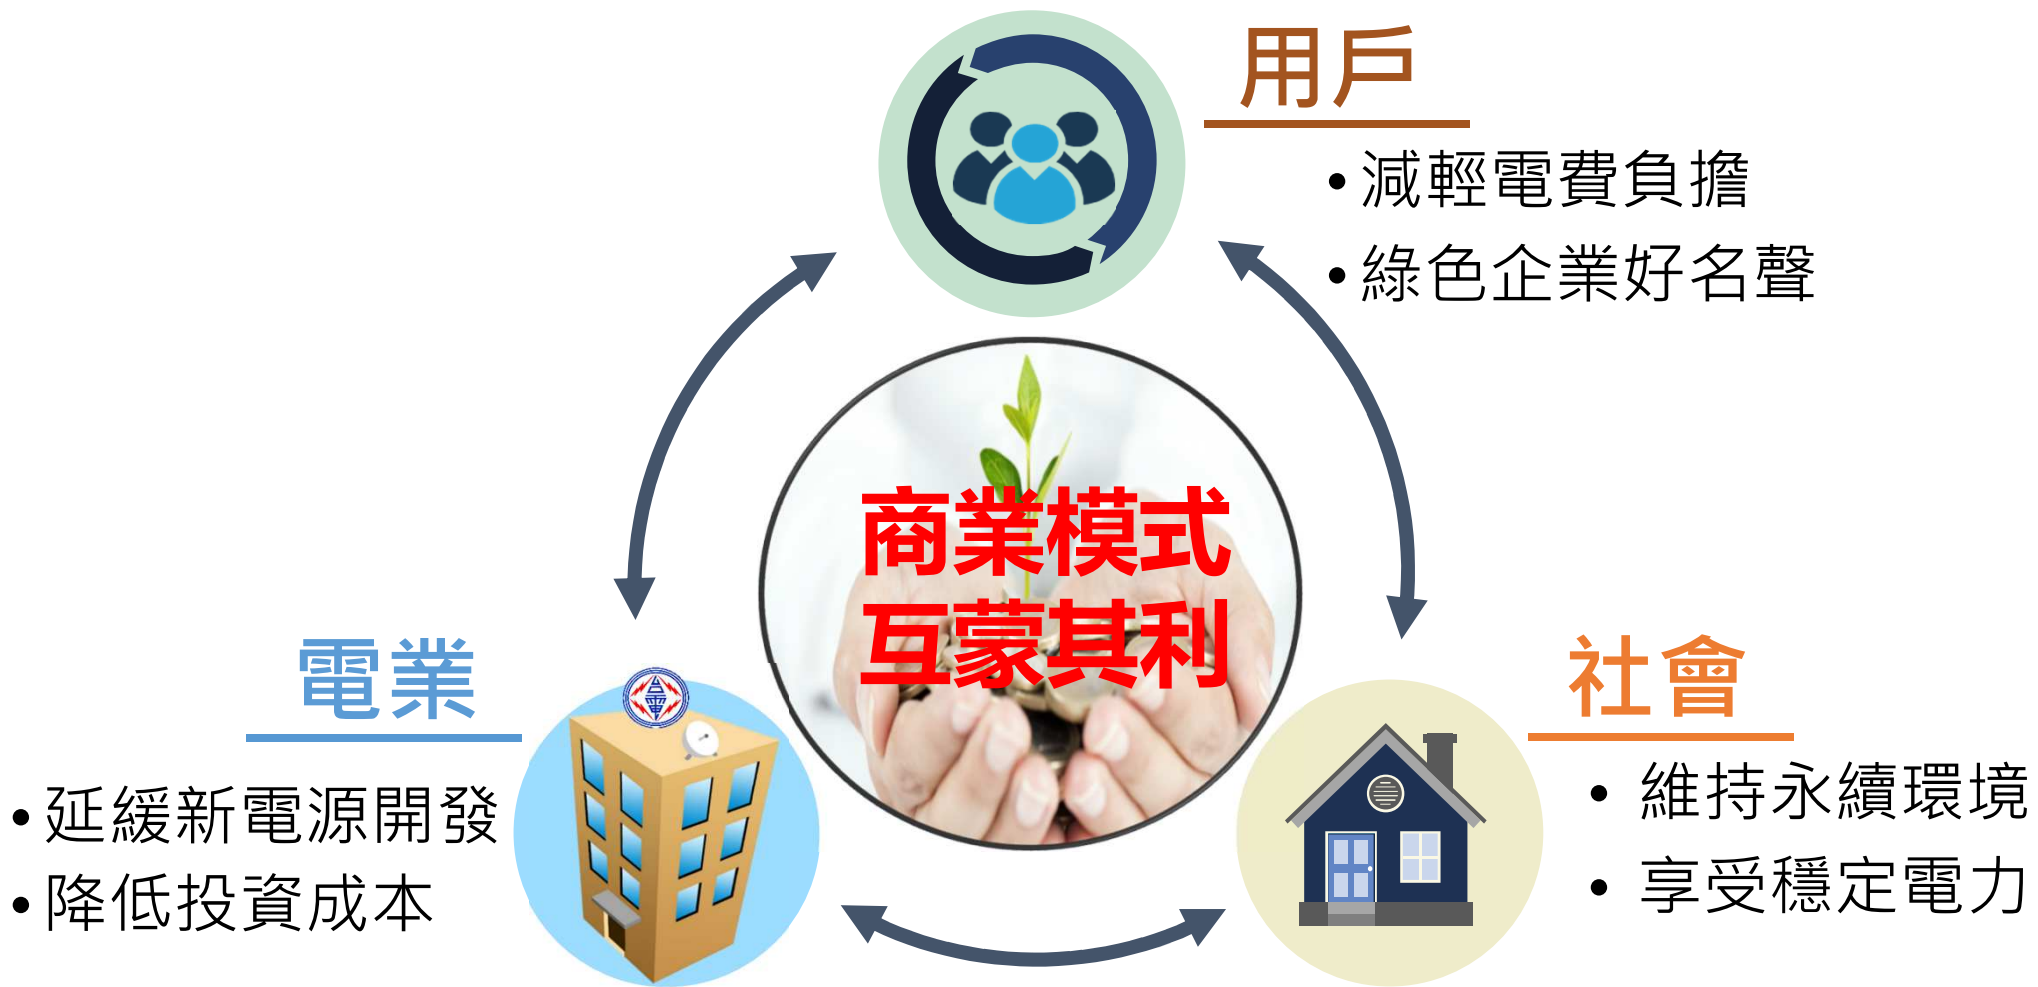 用戶
•減輕電費負擔
•綠色企業好名聲
商業模式
互蒙其利
電業
•延緩新電源開發
•降低投資成本
台電
社會
• 維持永續環境
• 享受穩定電力